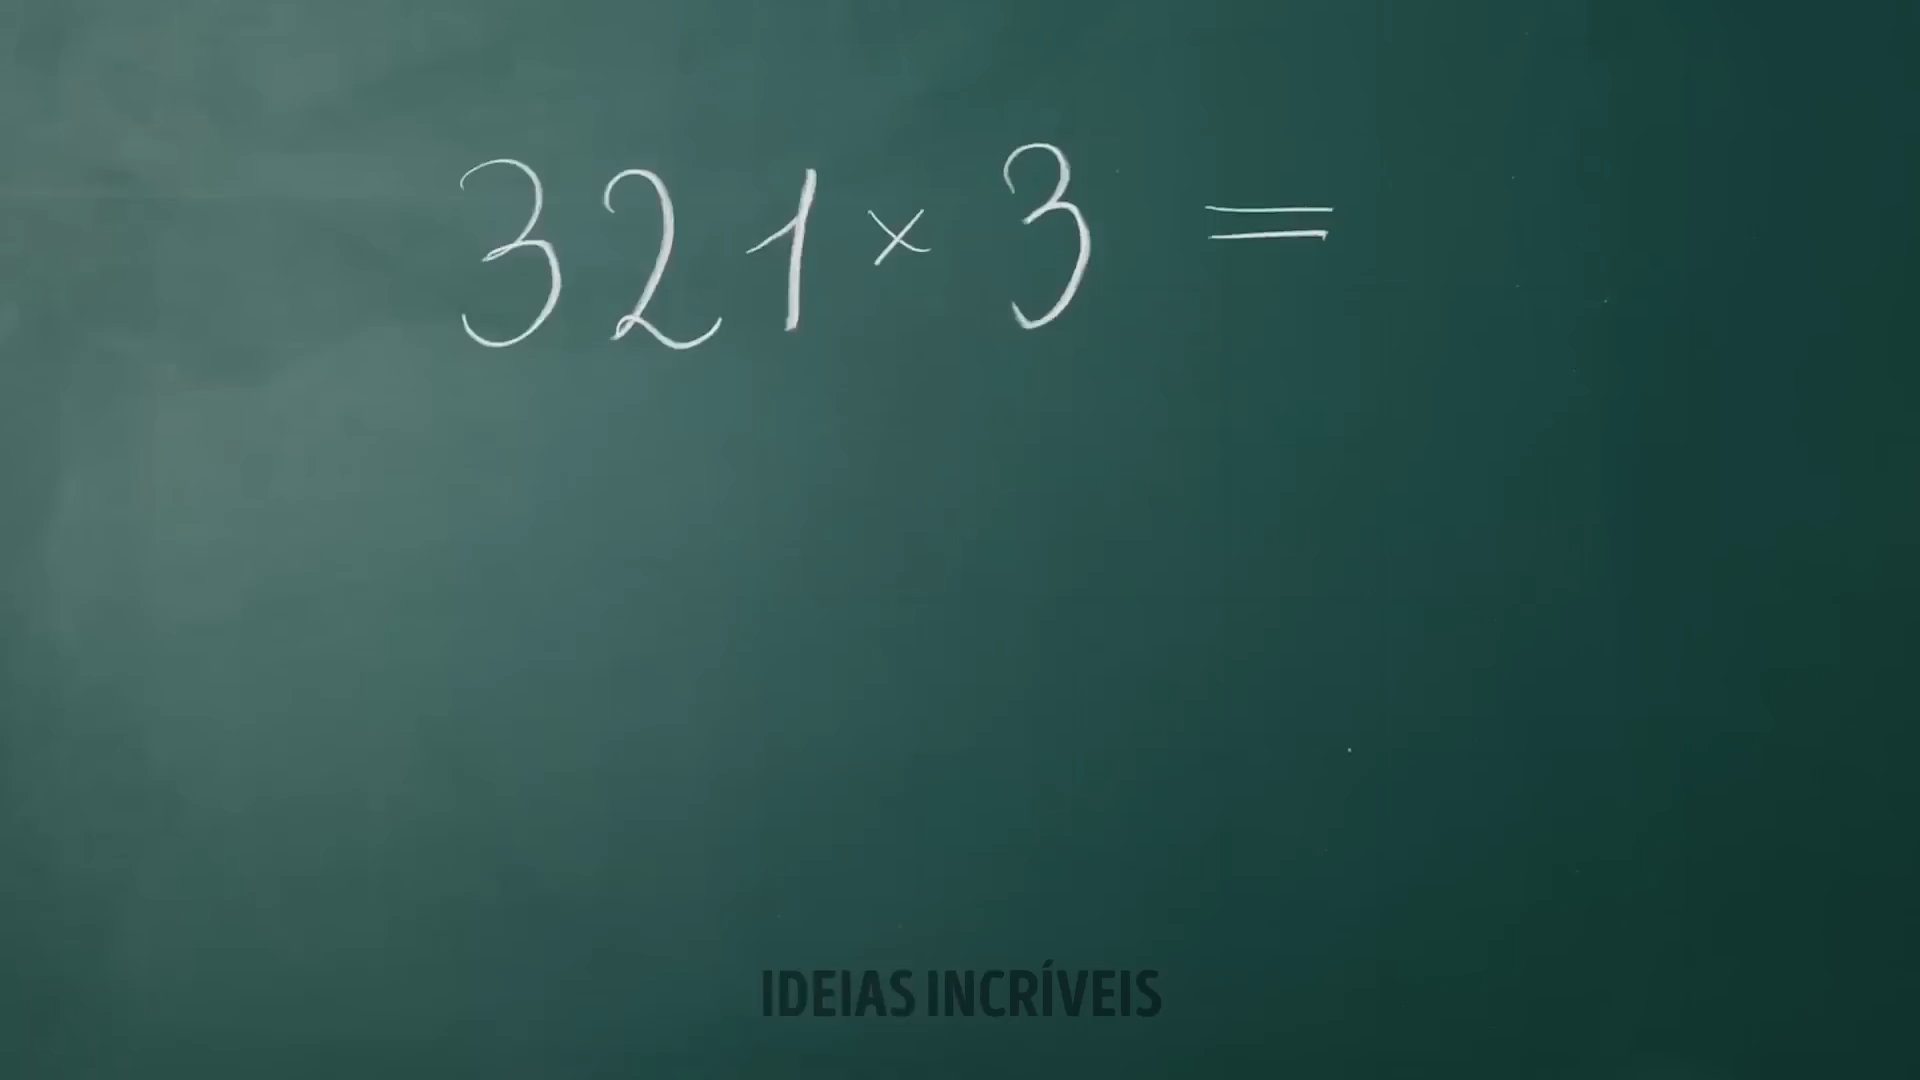 321 × 3 =
IDEIAS INCRÍVEIS